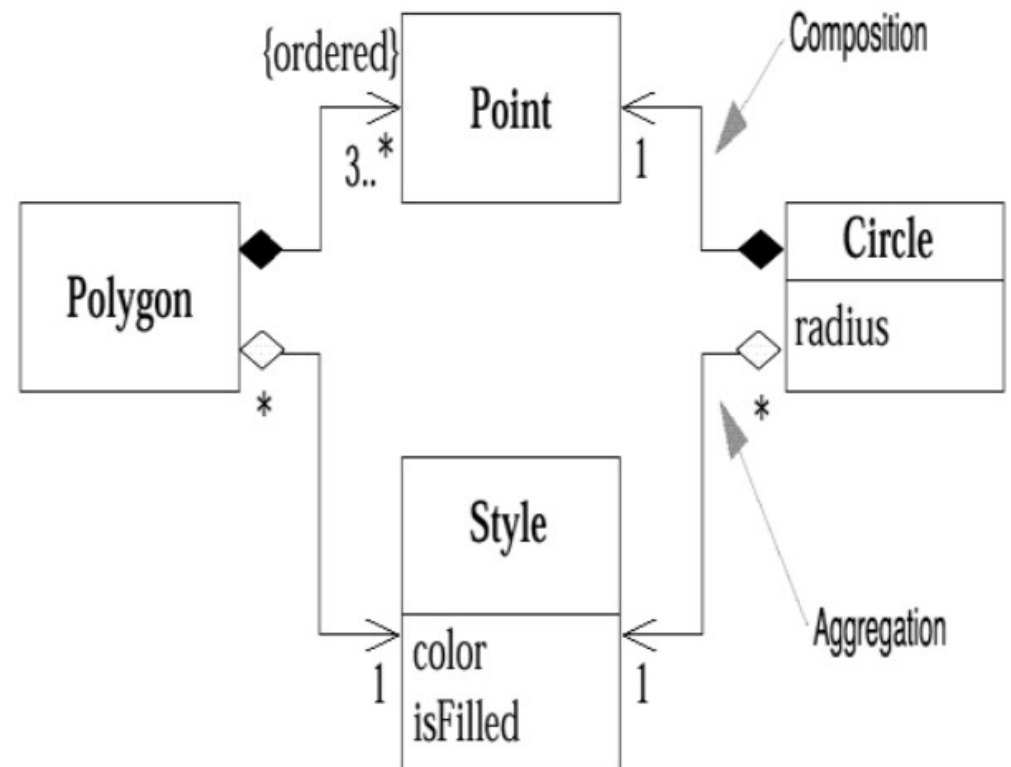 {ordered}
Point
Composition
3..*
1
Polygon
Circle
radius
*
*
Style
color
isFilled
1
1
Aggregation